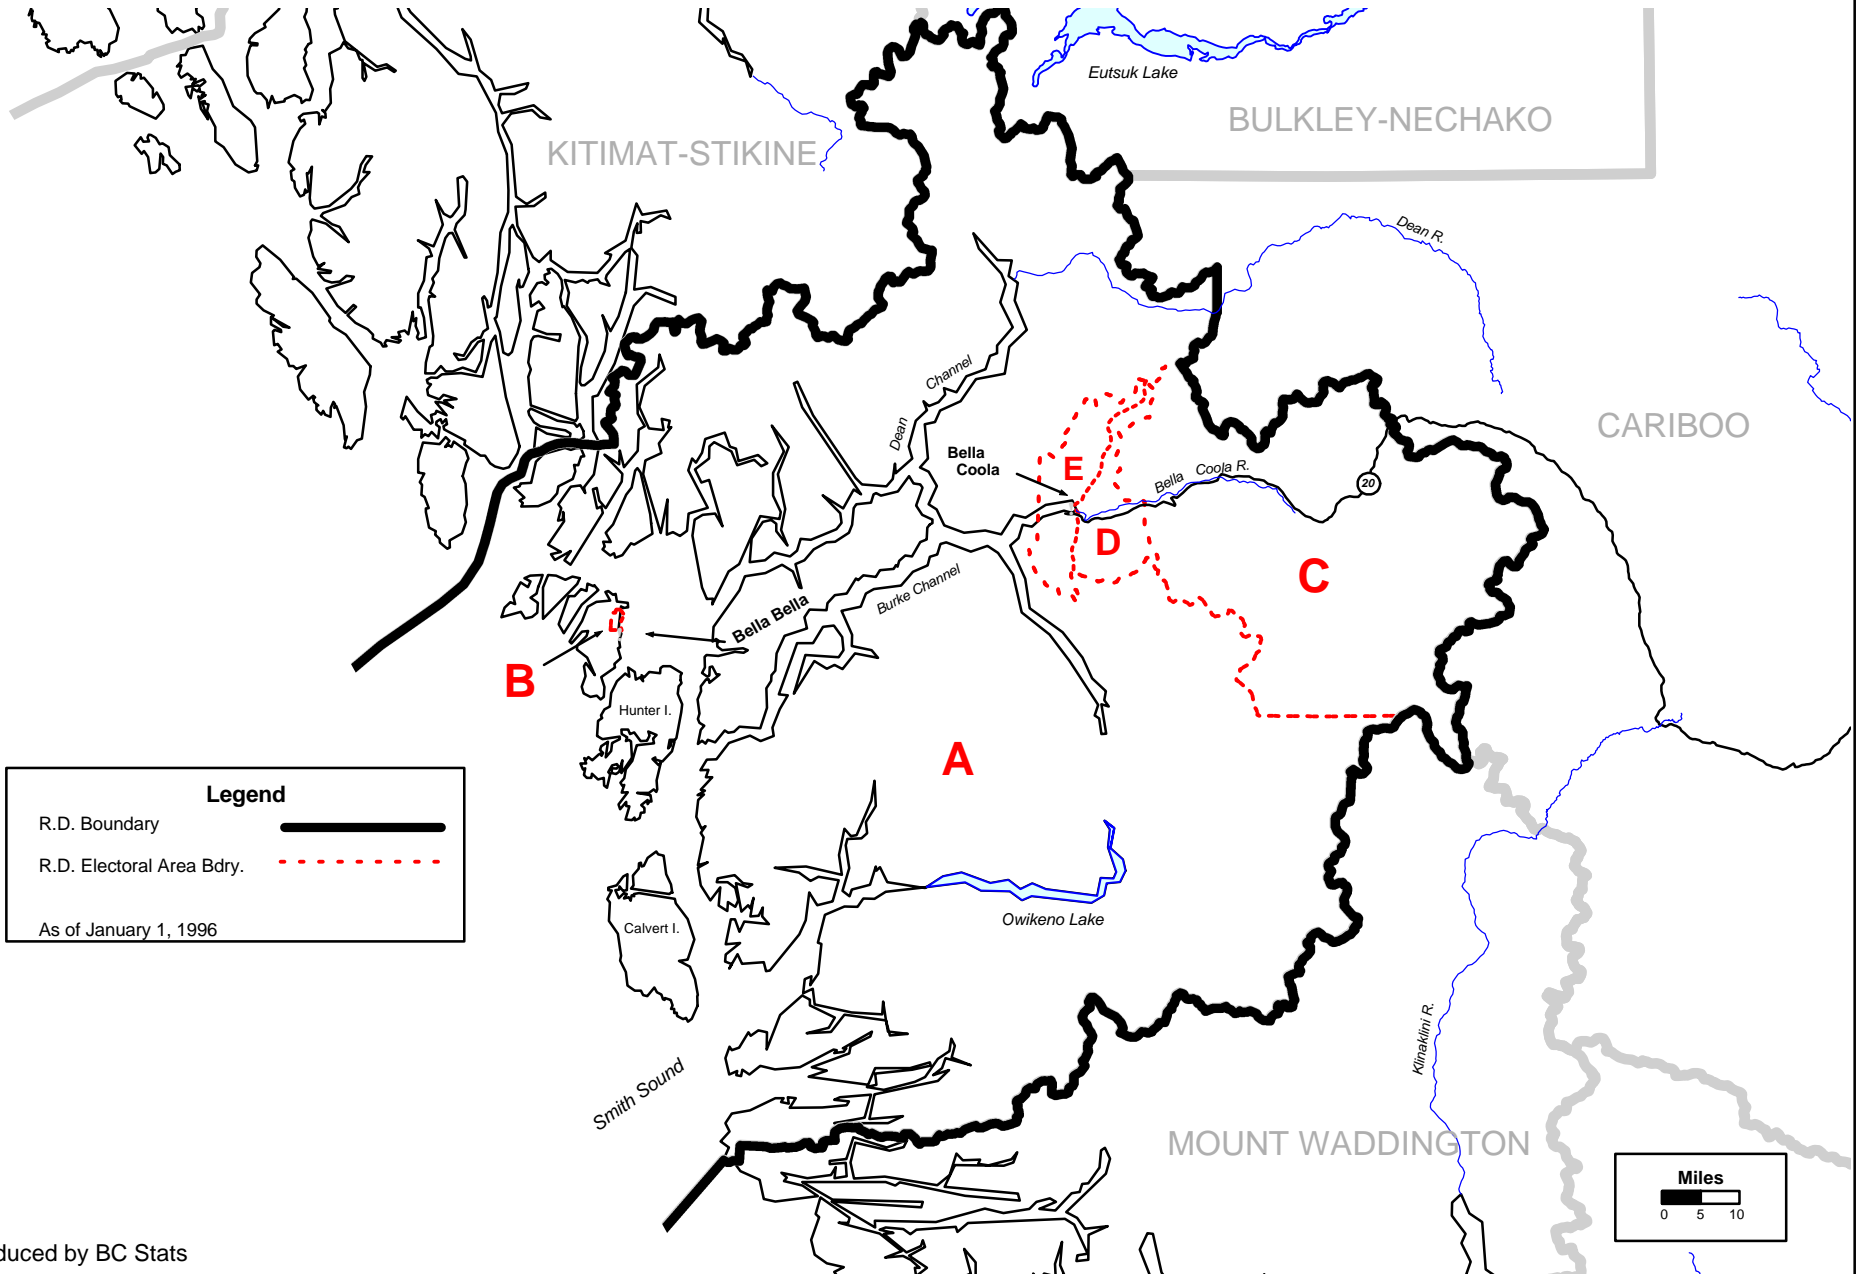 Eutsuk Lake
BULKLEY-NECHAKO
KITIMAT-STIKINE
Dean R.
Channel
Dean
CARIBOO
Bella
Coola
E
Bella Coola R.
20
D
C
Burke Channel
Bella Bella
B
Hunter I.
A
Legend
R.D. Boundary
R.D. Electoral Area Bdry.
As of January 1, 1996
Calvert I.
Owikeno Lake
Klinaklini R.
Smith Sound
MOUNT WADDINGTON
Miles
0 5 10
duced by BC Stats